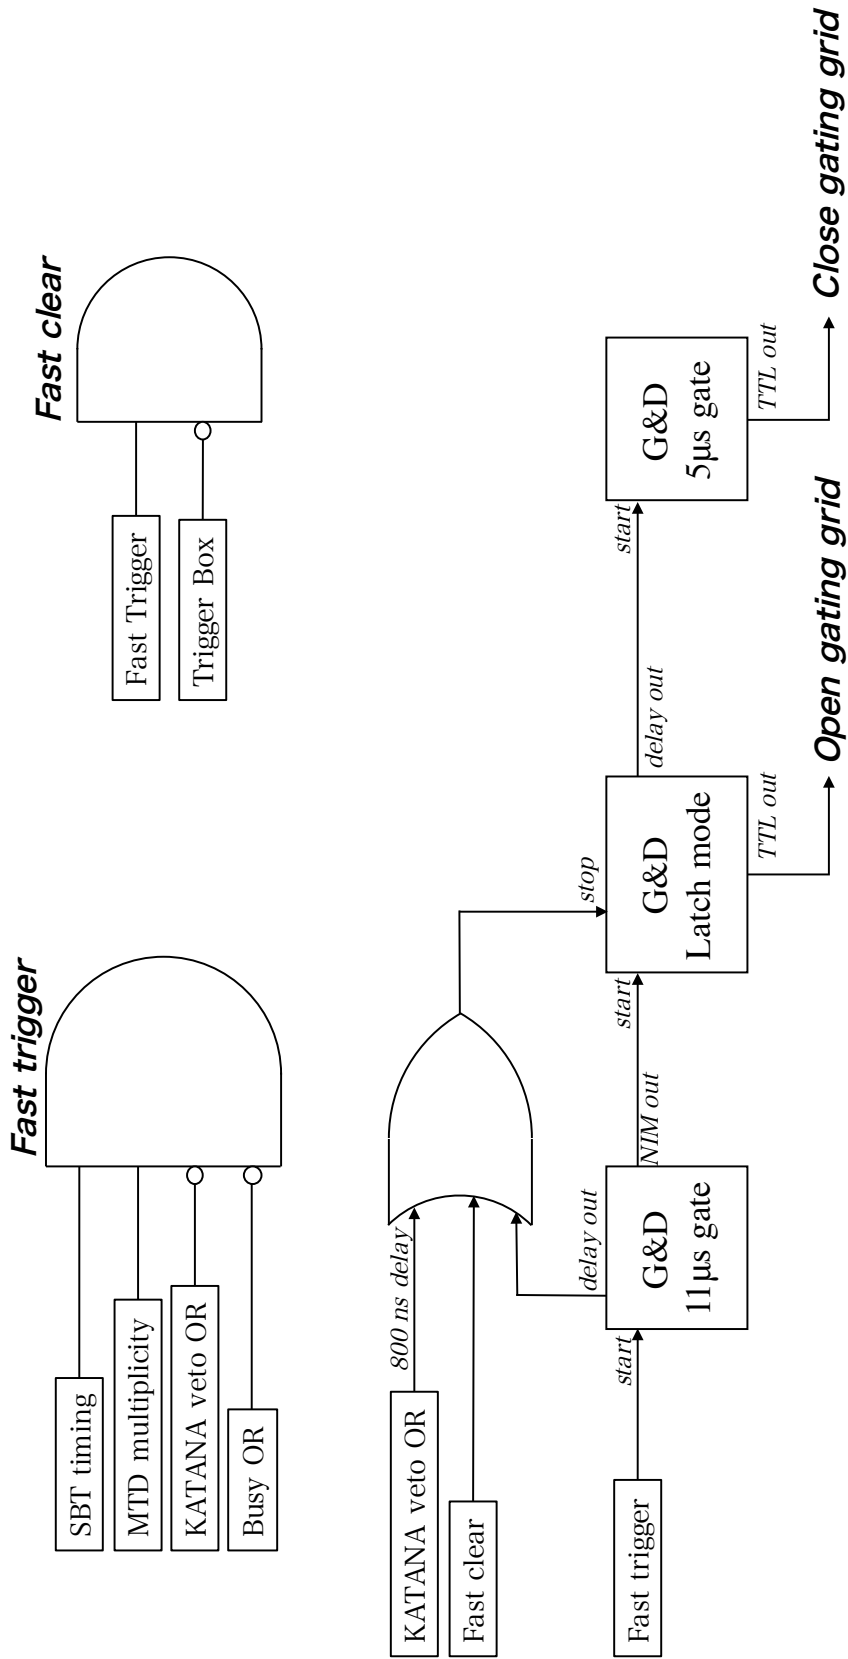 Fast trigger
SBT timing
MTD multiplicity
KATANA veto OR
Busy OR
Fast clear
Fast Trigger
Trigger Box
KATANA veto OR
800 ns delay
Fast clear
Fast trigger
start
G&D
11μs gate
delay out
NIM out
start
stop
G&D
Latch mode
TTL out
Open gating grid
delay out
start
G&D
5μs gate
TTL out
Close gating grid